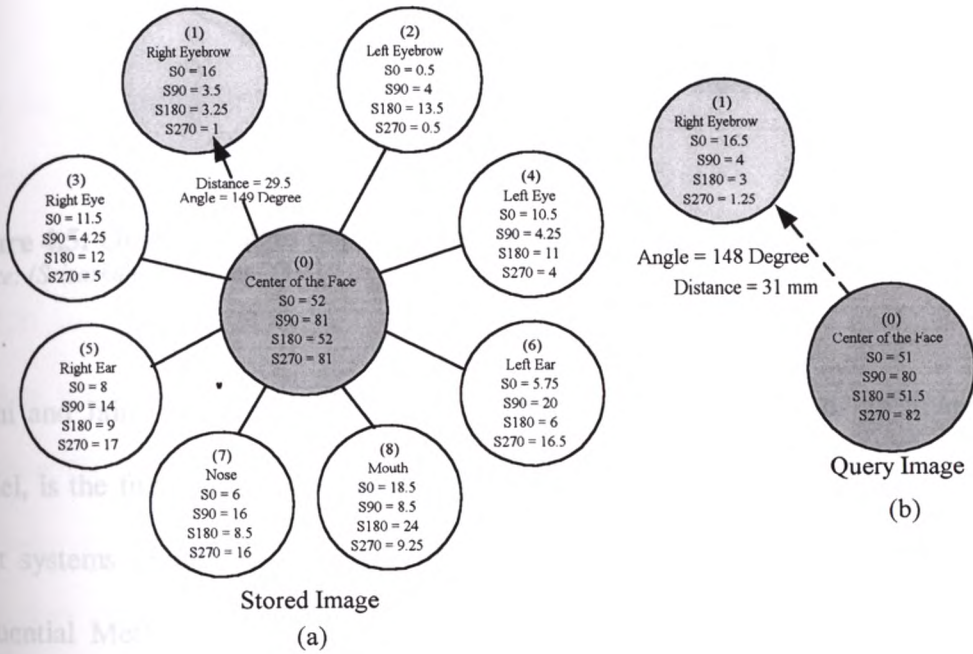 (1)
Right Eyebrow
S0 = 16
S90 = 3.5
S180 = 3.25
S270 = 1
(2)
Left Eyebrow
S0 = 0.5
S90 = 4
S180 = 13.5
S270 = 0.5
Distance = 29.5
Angle = 149 Degree
(3)
Right Eye
S0 = 11.5
S90 = 4.25
S180 = 12
S270 = 5
(4)
Left Eye
S0 = 10.5
S90 = 4.25
S180 = 11
S270 = 4
(0)
Center of the Face
S0 = 52
S90 = 81
S180 = 52
S270 = 81
(5)
Right Ear
S0 = 8
S90 = 14
S180 = 9
S270 = 17
(6)
Left Ear
S0 = 5.75
S90 = 20
S180 = 6
S270 = 16.5
(7)
Nose
S0 = 6
S90 = 16
S180 = 8.5
S270 = 16
(8)
Mouth
S0 = 18.5
S90 = 8.5
S180 = 24
S270 = 9.25
Stored Image
(a)
(1)
Right Eyebrow
S0 = 16.5
S90 = 4
S180 = 3
S270 = 1.25
Angle = 148 Degree
Distance = 31 mm
(0)
Center of the Face
S0 = 51
S90 = 80
S180 = 51.5
S270 = 82
Query Image
(b)
el, is the
systems